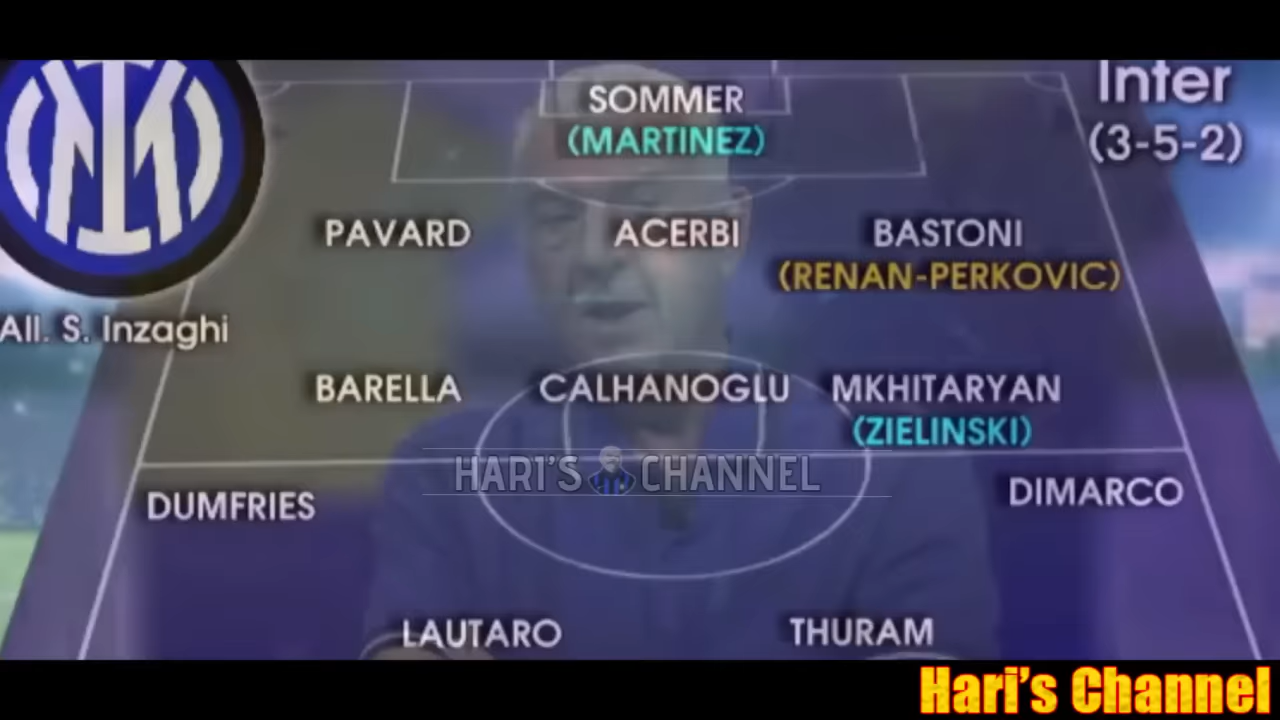 Inter
(3-5-2)
SOMMER
(MARTINEZ)
PAVARD
ACERBI
BASTONI
(RENAN-PERKOVIC)
All. S. Inzaghi
BARELLA
CALHANOGLU
MKHITARYAN
(ZIELINSKI)
HARI'S CHANNEL
DUMFRIES
DIMARCO
LAUTARO
THURAM
Hari's Channel